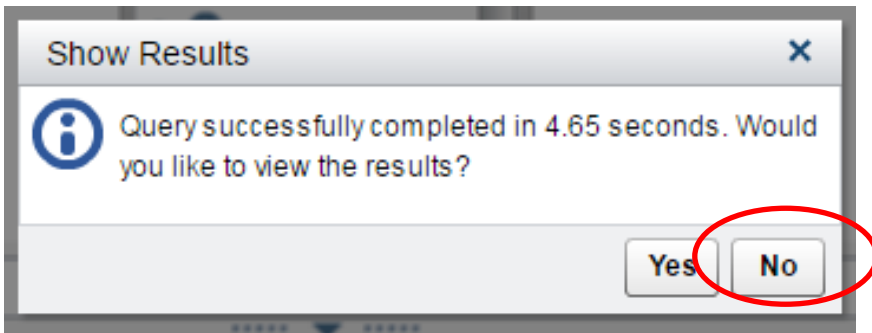 Show Results
Query successfully completed in 4.65 seconds. Would
you like to view the results?
Yes No